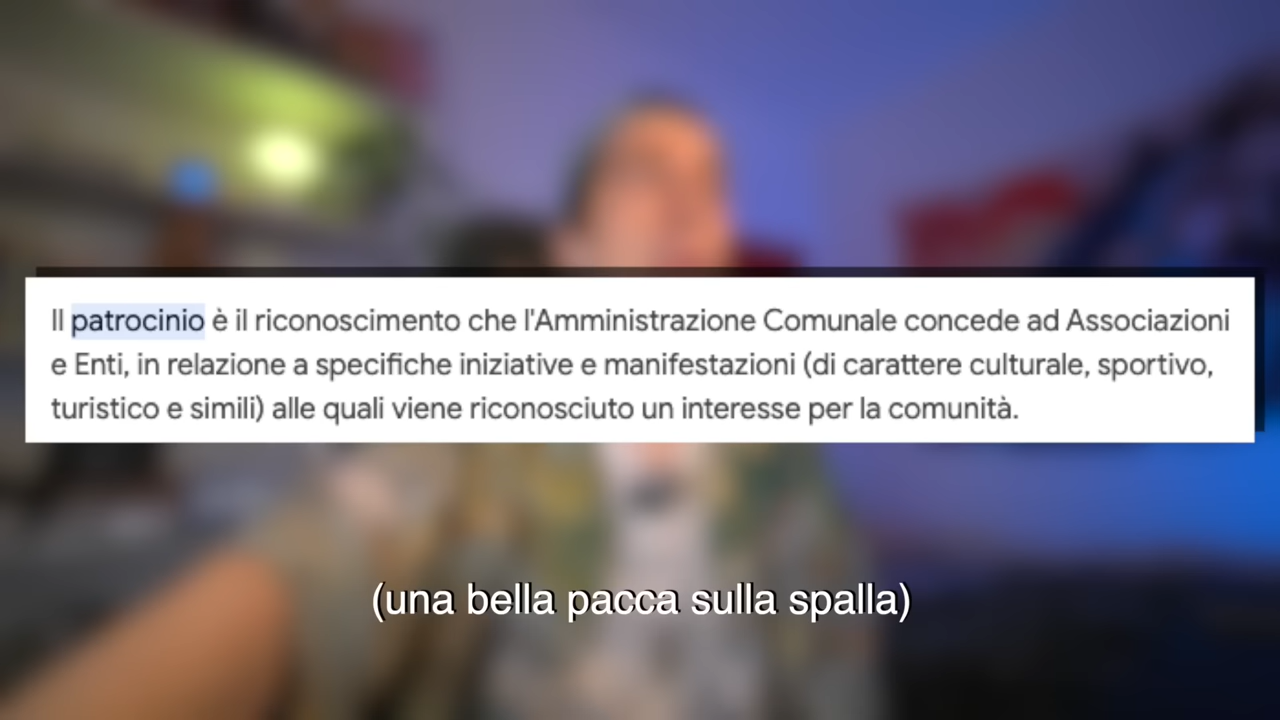 Il patrocinio è il riconoscimento che l'Amministrazione Comunale concede ad Associazioni
e Enti, in relazione a specifiche iniziative e manifestazioni (di carattere culturale, sportivo,
turistico e simili) alle quali viene riconosciuto un interesse per la comunità.
(una bella pacca sulla spalla)